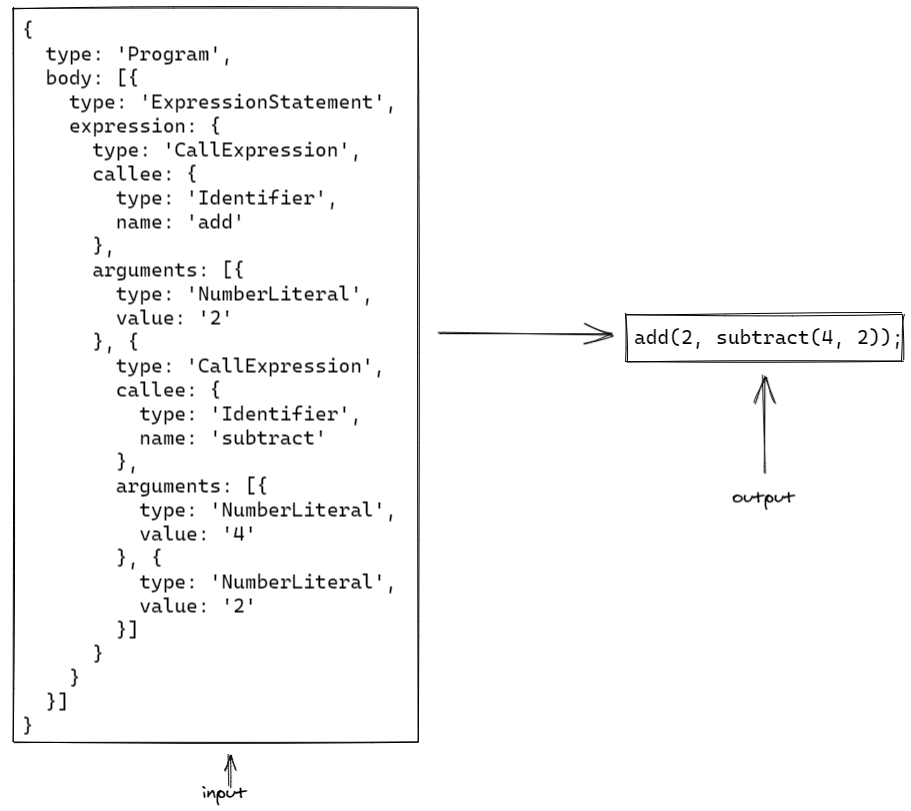 {
  type: 'Program',
  body: [{
    type: 'ExpressionStatement',
    expression: {
      type: 'CallExpression',
      callee: {
        type: 'Identifier',
        name: 'add'
      },
      arguments: [{
        type: 'NumberLiteral',
        value: '2'
      }, {
        type: 'CallExpression',
        callee: {
          type: 'Identifier',
          name: 'subtract'
        },
        arguments: [{
          type: 'NumberLiteral',
          value: '4'
        }, {
          type: 'NumberLiteral',
          value: '2'
        }]
      }
    }
  }]
}
input
add(2, subtract(4, 2));
output